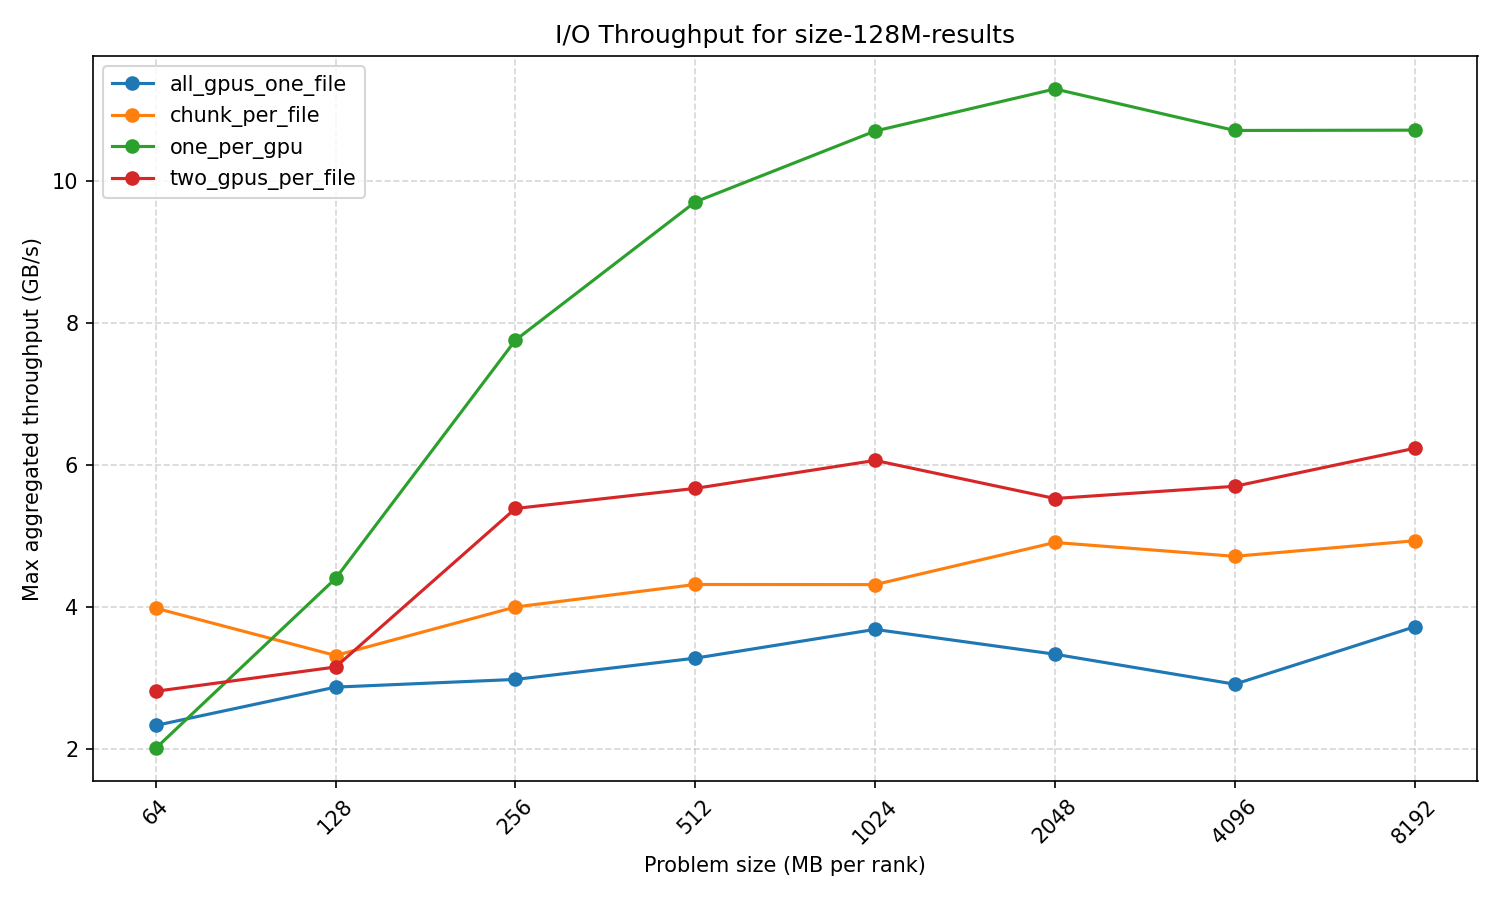 I/O Throughput for size-128M-results
all_gpus_one_file
chunk_per_file
one_per_gpu
two_gpus_per_file
Max aggregated throughput (GB/s)
10
8
6
4
2
64
128
256
512
1024
2048
4096
8192
Problem size (MB per rank)